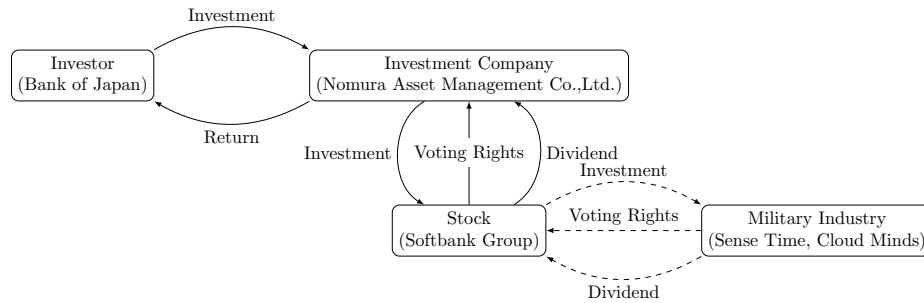 Investment
Investor
(Bank of Japan)
Investment Company
(Nomura Asset Management Co.,Ltd.)
Return
Investment
Voting Rights
Dividend
Investment
Stock
(Softbank Group)
Voting Rights
Military Industry
(Sense Time, Cloud Minds)
Dividend